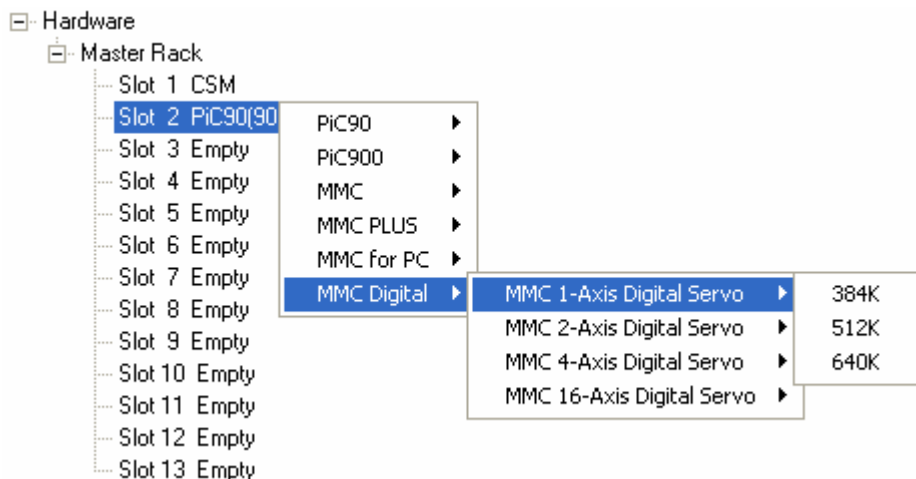 Hardware
Master Rack
Slot 1 CSM
Slot 2 PiC90(90
Slot 3 Empty
Slot 4 Empty
Slot 5 Empty
Slot 6 Empty
Slot 7 Empty
Slot 8 Empty
Slot 9 Empty
Slot 10 Empty
Slot 11 Empty
Slot 12 Empty
Slot 13 Empty
PiC90
PiC900
MMC
MMC PLUS
MMC for PC
MMC Digital
MMC 1-Axis Digital Servo
MMC 2-Axis Digital Servo
MMC 4-Axis Digital Servo
MMC 16-Axis Digital Servo
384K
512K
640K